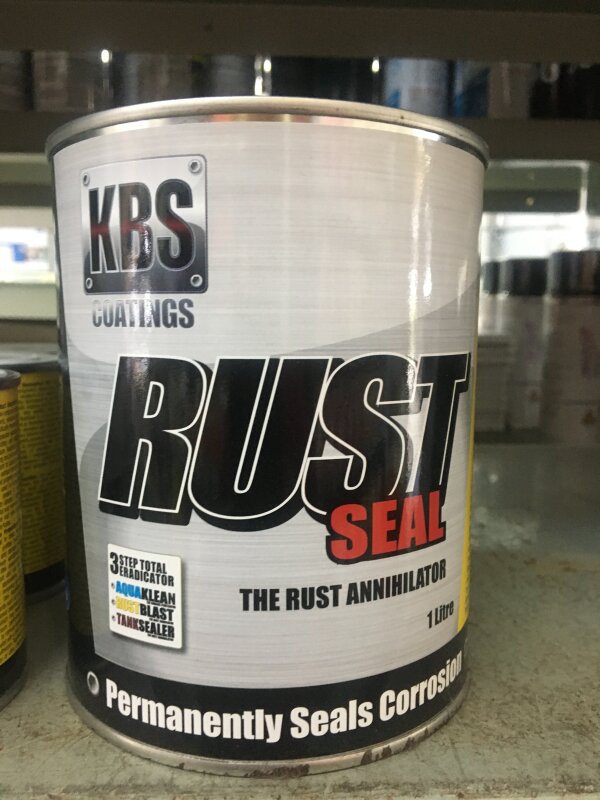 KBS
COATINGS
RUST
SEAL
THE RUST ANNIHILATOR
1 Litre
3 STEP TOTAL
ERADICATOR
AQUAKLEAN
RUSTBLAST
TANKSEALER
Permanently Seals Corrosion